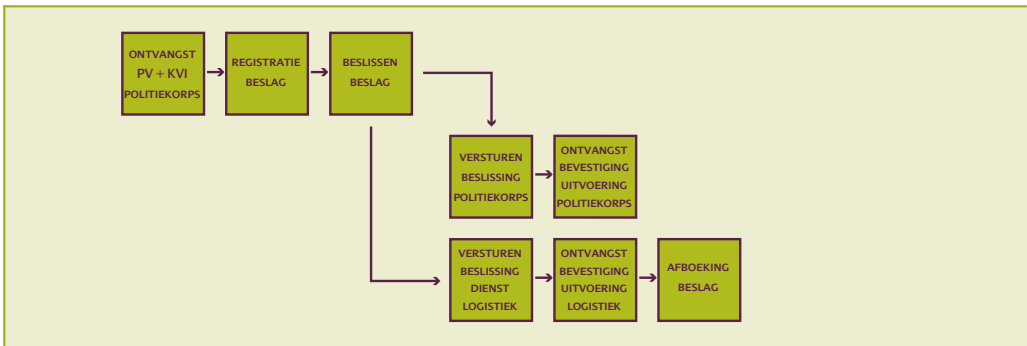 ONTVANGST
PV + KVI
POLITIEKORPS
REGISTRATIE
BESLAG
BESLISSEN
BESLAG
VERSTUREN
BESLISSING
POLITIEKORPS
ONTVANGST
BEVESTIGING
UITVOERING
POLITIEKORPS
VERSTUREN
BESLISSING
DIENST
LOGISTIEK
ONTVANGST
BEVESTIGING
UITVOERING
LOGISTIEK
AFBOEKING
BESLAG